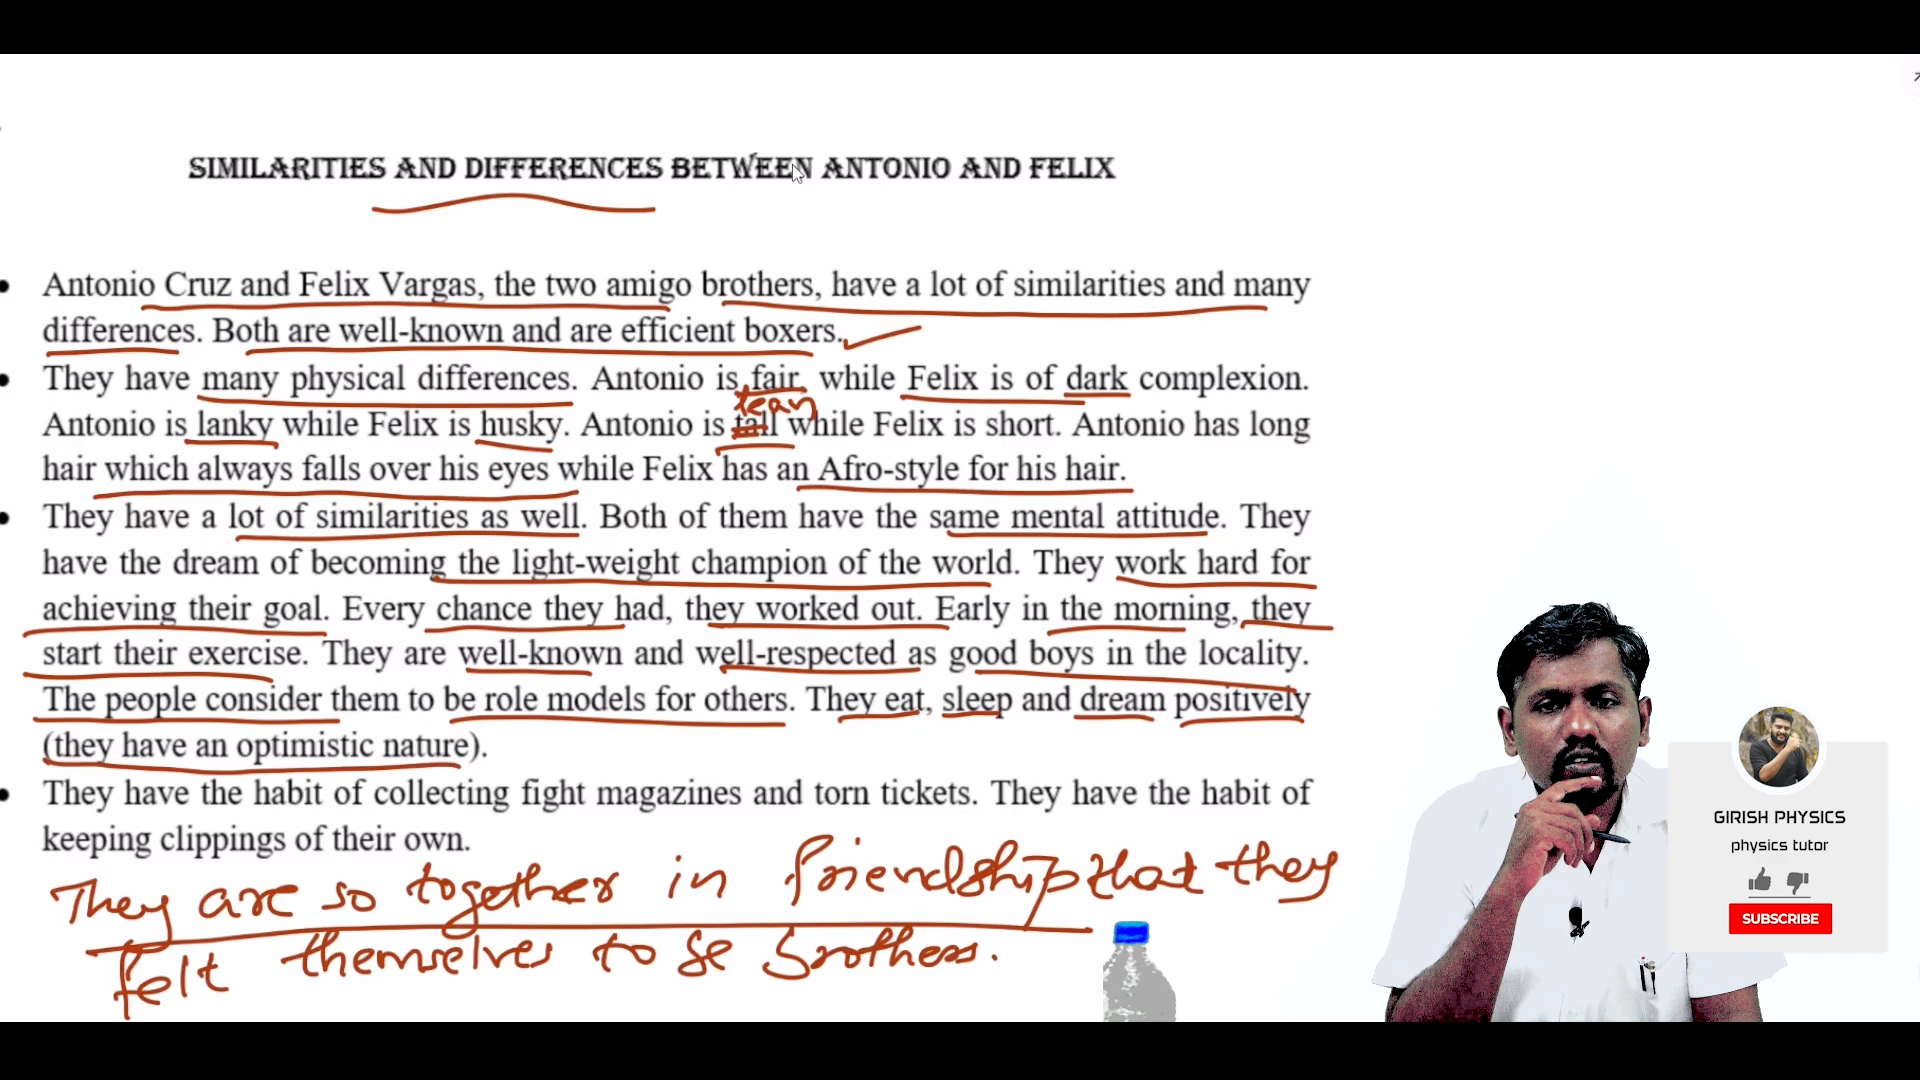 SIMILARITIES AND DIFFERENCES BETWEEN ANTONIO AND FELIX
• Antonio Cruz and Felix Vargas, the two amigo brothers, have a lot of similarities and many
differences. Both are well-known and are efficient boxers.
• They have many physical differences. Antonio is fair while Felix is of dark complexion.
lean
Antonio is lanky while Felix is husky. Antonio is tall while Felix is short. Antonio has long
hair which always falls over his eyes while Felix has an Afro-style for his hair.
• They have a lot of similarities as well. Both of them have the same mental attitude. They
have the dream of becoming the light-weight champion of the world. They work hard for
achieving their goal. Every chance they had, they worked out. Early in the morning, they
start their exercise. They are well-known and well-respected as good boys in the locality.
The people consider them to be role models for others. They eat, sleep and dream positively
(they have an optimistic nature).
• They have the habit of collecting fight magazines and torn tickets. They have the habit of
keeping clippings of their own.
They are so together in friendship that they
felt themselves to be brothers.
GIRISH PHYSICS
physics tutor
SUBSCRIBE